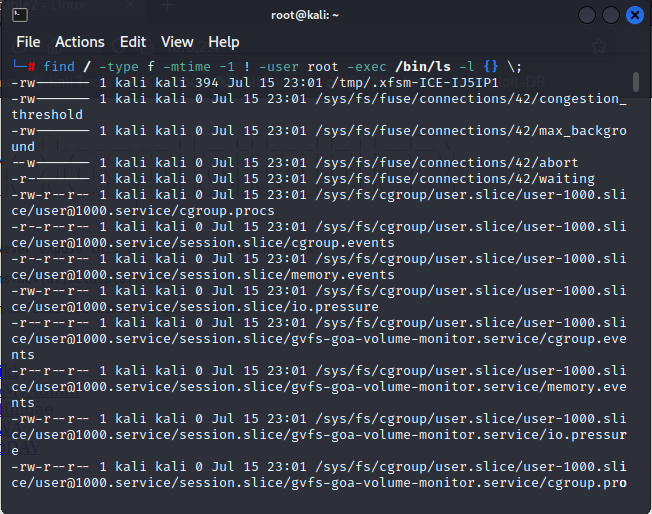 root@kali: ~
File Actions Edit View Help
└─# find / -type f -mtime -1 ! -user root -exec /bin/ls -l {} \;
-rw------- 1 kali kali 394 Jul 15 23:01 /tmp/.xfsm-ICE-IJ5IP1
-rw------- 1 kali kali 0 Jul 15 23:01 /sys/fs/fuse/connections/42/congestion_
threshold
-rw------- 1 kali kali 0 Jul 15 23:01 /sys/fs/fuse/connections/42/max_backgro
und
--w------- 1 kali kali 0 Jul 15 23:01 /sys/fs/fuse/connections/42/abort
-r-------- 1 kali kali 0 Jul 15 23:01 /sys/fs/fuse/connections/42/waiting
-rw-r--r-- 1 kali kali 0 Jul 15 23:01 /sys/fs/cgroup/user.slice/user-1000.sli
ce/user@1000.service/cgroup.procs
-r--r--r-- 1 kali kali 0 Jul 15 23:01 /sys/fs/cgroup/user.slice/user-1000.sli
ce/user@1000.service/session.slice/cgroup.events
-r--r--r-- 1 kali kali 0 Jul 15 23:01 /sys/fs/cgroup/user.slice/user-1000.sli
ce/user@1000.service/session.slice/memory.events
-rw-r--r-- 1 kali kali 0 Jul 15 23:01 /sys/fs/cgroup/user.slice/user-1000.sli
ce/user@1000.service/session.slice/io.pressure
-r--r--r-- 1 kali kali 0 Jul 15 23:01 /sys/fs/cgroup/user.slice/user-1000.sli
ce/user@1000.service/session.slice/gvfs-goa-volume-monitor.service/cgroup.eve
nts
-r--r--r-- 1 kali kali 0 Jul 15 23:01 /sys/fs/cgroup/user.slice/user-1000.sli
ce/user@1000.service/session.slice/gvfs-goa-volume-monitor.service/memory.eve
nts
-rw-r--r-- 1 kali kali 0 Jul 15 23:01 /sys/fs/cgroup/user.slice/user-1000.sli
ce/user@1000.service/session.slice/gvfs-goa-volume-monitor.service/io.pressur
e
-rw-r--r-- 1 kali kali 0 Jul 15 23:01 /sys/fs/cgroup/user.slice/user-1000.sli
ce/user@1000.service/session.slice/gvfs-goa-volume-monitor.service/cgroup.pro